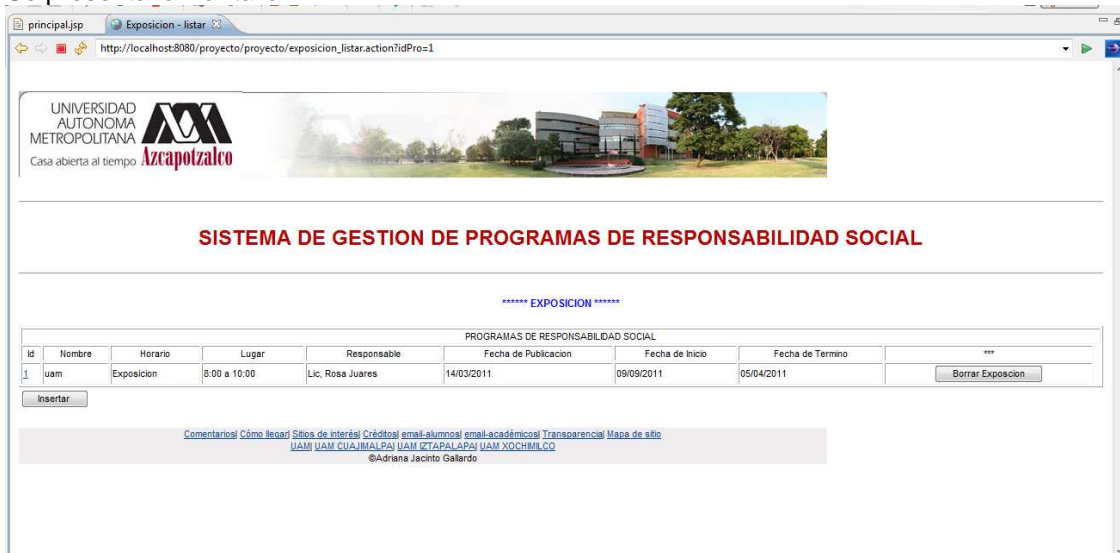 principal.jsp Exposicion - listar
http://localhost:8080/proyecto/proyecto/exposicion_listar.action?idPro=1
UNIVERSIDAD
AUTONOMA
METROPOLITANA
Casa abierta al tiempo Azcapotzalco
SISTEMA DE GESTION DE PROGRAMAS DE RESPONSABILIDAD SOCIAL
****** EXPOSICION ******
PROGRAMAS DE RESPONSABILIDAD SOCIAL
Id Nombre Horario Lugar Responsable Fecha de Publicacion Fecha de Inicio Fecha de Termino ***
1 uam Exposicion 8:00 a 10:00 Lic, Rosa Juares 14/03/2011 09/09/2011 05/04/2011 Borrar Exposcion
Insertar
Comentarios| Cómo llegar| Sitios de interés| Créditos| email-alumnos| email-académicos| Transparencia| Mapa de sitio
UAM| UAM CUAJIMALPA| UAM IZTAPALAPA| UAM XOCHIMILCO
©Adriana Jacinto Gallardo